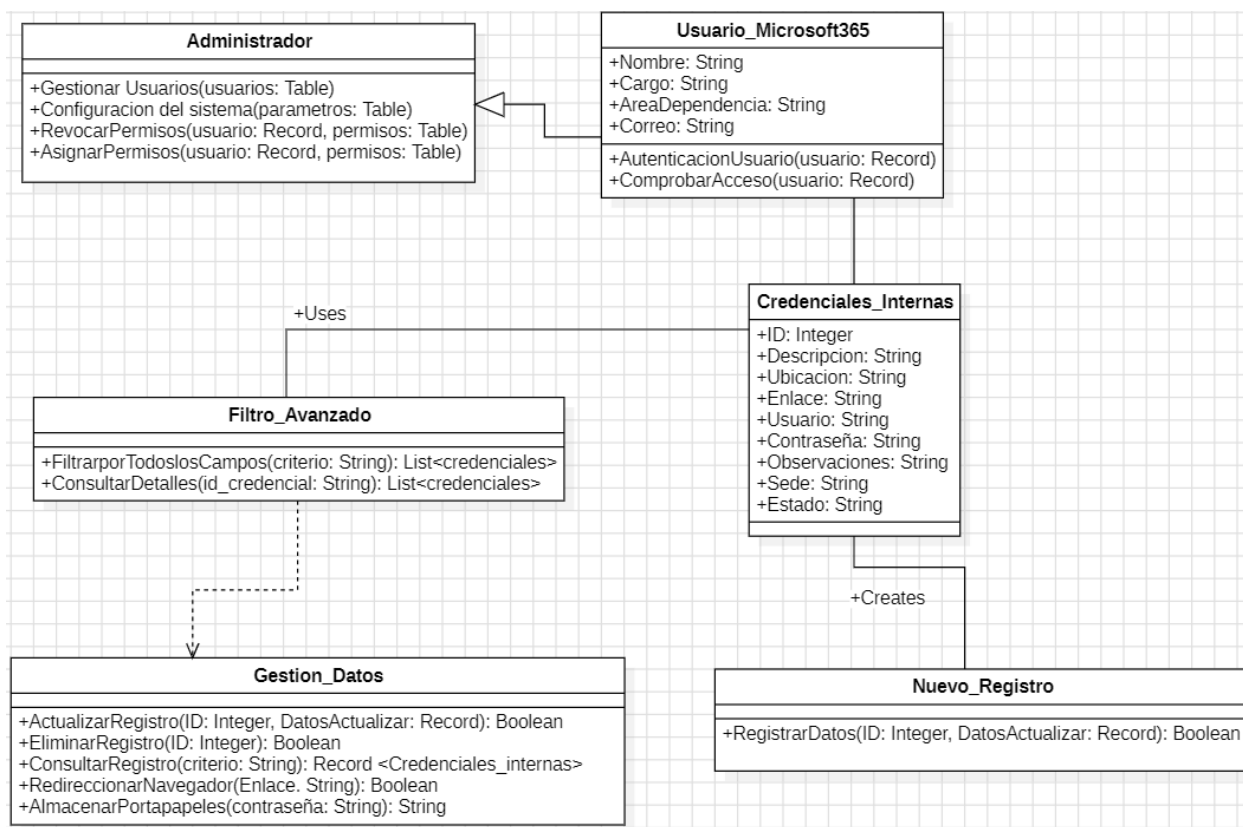 Administrador
+Gestionar Usuarios(usuarios: Table)
+Configuracion del sistema(parametros: Table)
+RevocarPermisos(usuario: Record, permisos: Table)
+AsignarPermisos(usuario: Record, permisos: Table)
Usuario_Microsoft365
+Nombre: String
+Cargo: String
+AreaDependencia: String
+Correo: String
+AutenticacionUsuario(usuario: Record)
+ComprobarAcceso(usuario: Record)
Credenciales_Internas
+ID: Integer
+Descripcion: String
+Ubicacion: String
+Enlace: String
+Usuario: String
+Contraseña: String
+Observaciones: String
+Sede: String
+Estado: String
+Uses
Filtro_Avanzado
+FiltrarporTodoslosCampos(criterio: String): List<credenciales>
+ConsultarDetalles(id_credencial: String): List<credenciales>
+Creates
Gestion_Datos
+ActualizarRegistro(ID: Integer, DatosActualizar: Record): Boolean
+EliminarRegistro(ID: Integer): Boolean
+ConsultarRegistro(criterio: String): Record <Credenciales_internas>
+RedireccionarNavegador(Enlace. String): Boolean
+AlmacenarPortapapeles(contraseña: String): String
Nuevo_Registro
+RegistrarDatos(ID: Integer, DatosActualizar: Record): Boolean